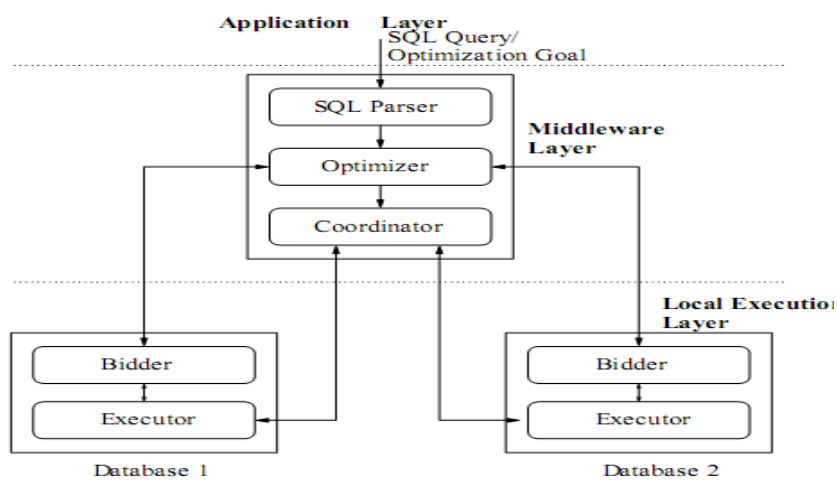 Application Layer
SQL Query/
Optimization Goal
SQL Parser
Middleware
Layer
Optimizer
Coordinator
Local Execution
Layer
Bidder
Bidder
Executor
Executor
Database 1
Database 2